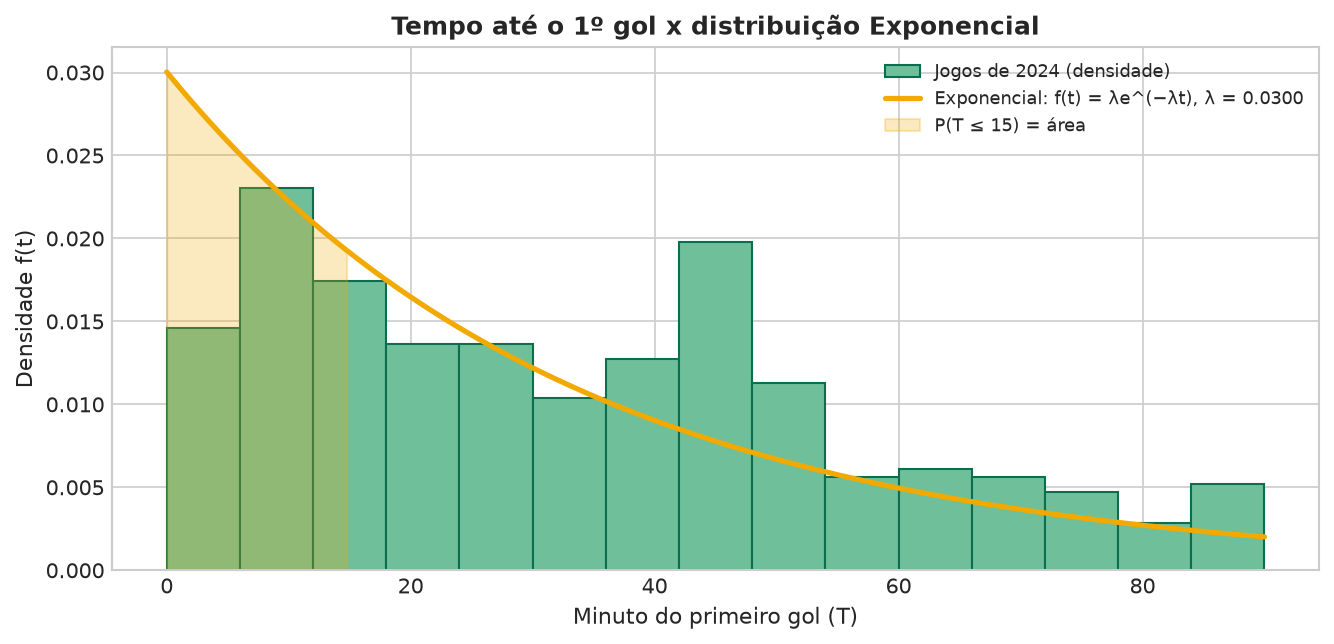 Tempo até o 1º gol x distribuição Exponencial
Jogos de 2024 (densidade)
Exponencial: f(t) = λe^(−λt), λ = 0.0300
P(T ≤ 15) = área
Densidade f(t)
0.030
0.025
0.020
0.015
0.010
0.005
0.000
0 20 40 60 80
Minuto do primeiro gol (T)